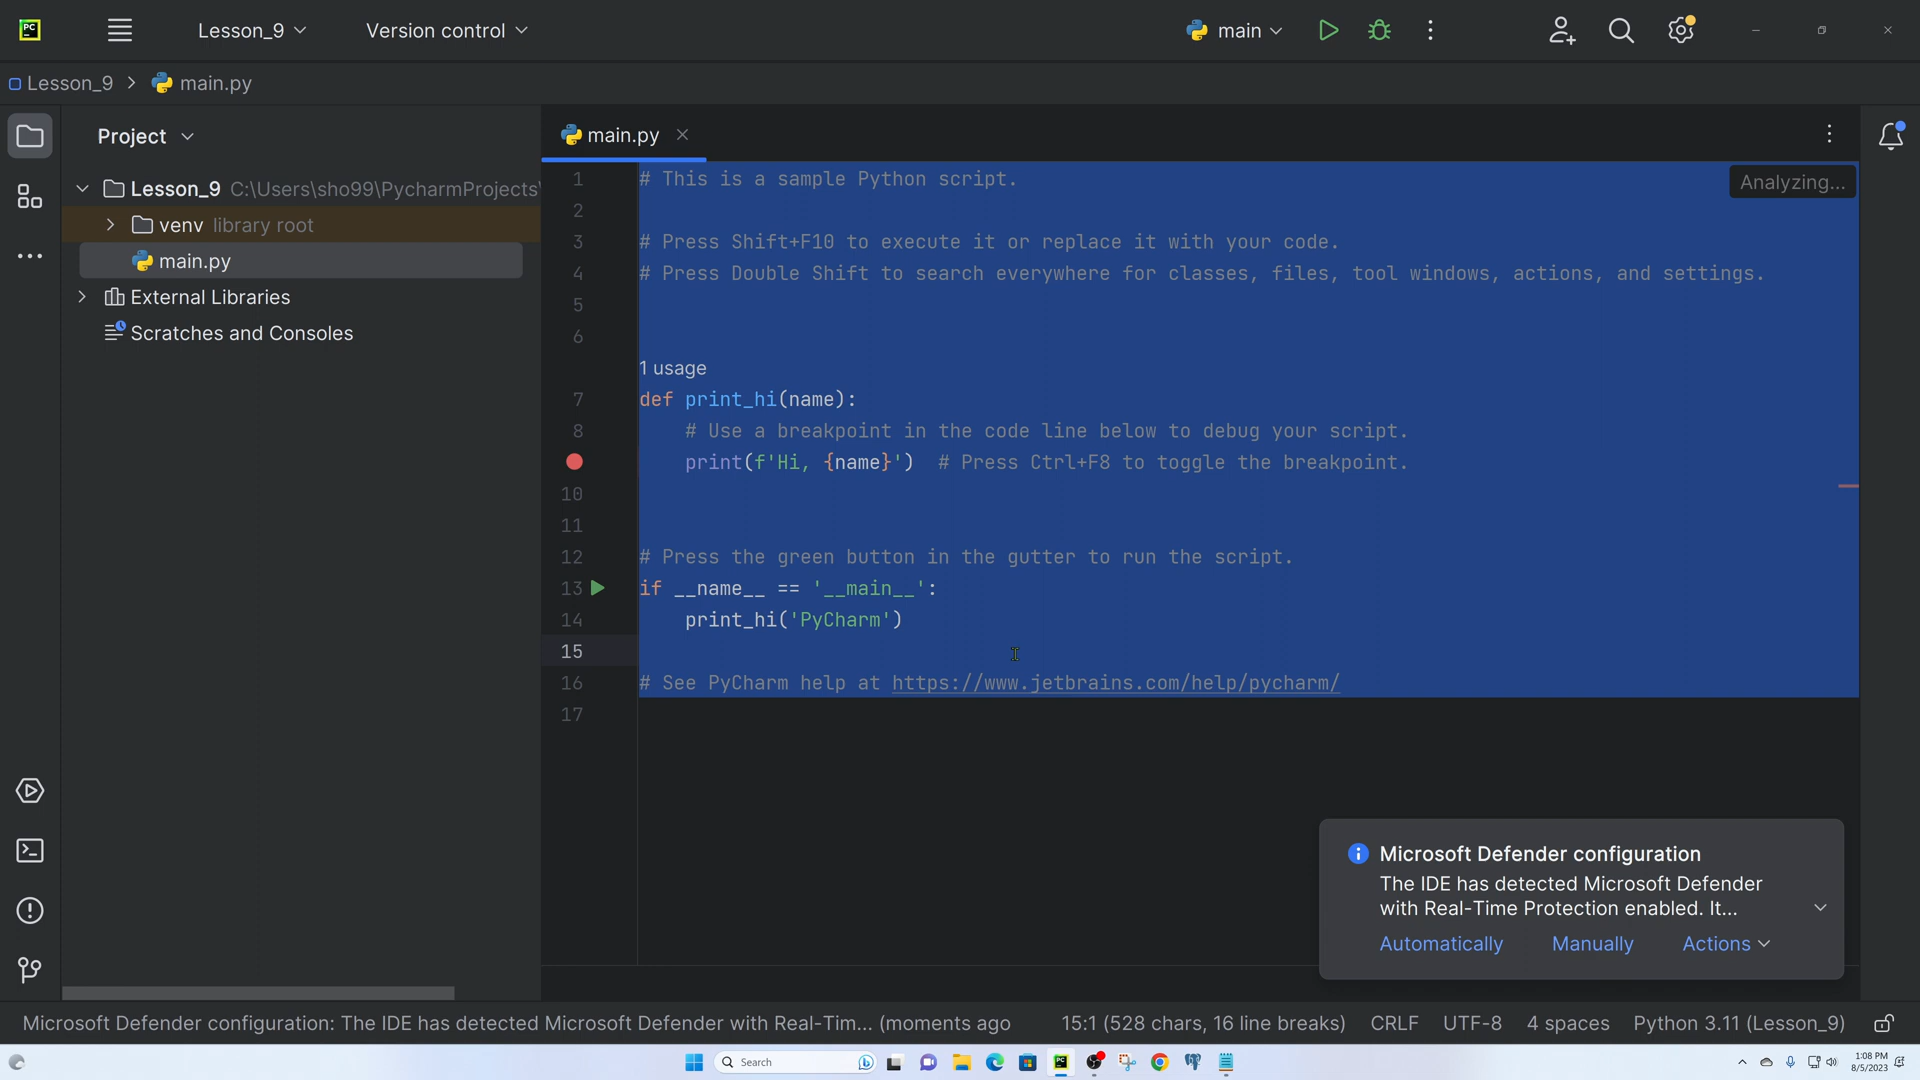 PC
Lesson_9
Version control
main
Lesson_9
main.py
Project
main.py
Lesson_9 C:\Users\sho99\PycharmProjects\
venv library root
main.py
External Libraries
Scratches and Consoles
Analyzing...
1 # This is a sample Python script.
2
3 # Press Shift+F10 to execute it or replace it with your code.
4 # Press Double Shift to search everywhere for classes, files, tool windows, actions, and settings.
5
6
1 usage
7 def print_hi(name):
8 # Use a breakpoint in the code line below to debug your script.
print(f'Hi, {name}') # Press Ctrl+F8 to toggle the breakpoint.
10
11
12 # Press the green button in the gutter to run the script.
13 if __name__ == '__main__':
14 print_hi('PyCharm')
15
16 # See PyCharm help at https://www.jetbrains.com/help/pycharm/
17
Microsoft Defender configuration
The IDE has detected Microsoft Defender
with Real-Time Protection enabled. It...
Automatically Manually Actions
Microsoft Defender configuration: The IDE has detected Microsoft Defender with Real-Tim... (moments ago
15:1 (528 chars, 16 line breaks) CRLF UTF-8 4 spaces Python 3.11 (Lesson_9)
Search
PC
1:08 PM
8/5/2023